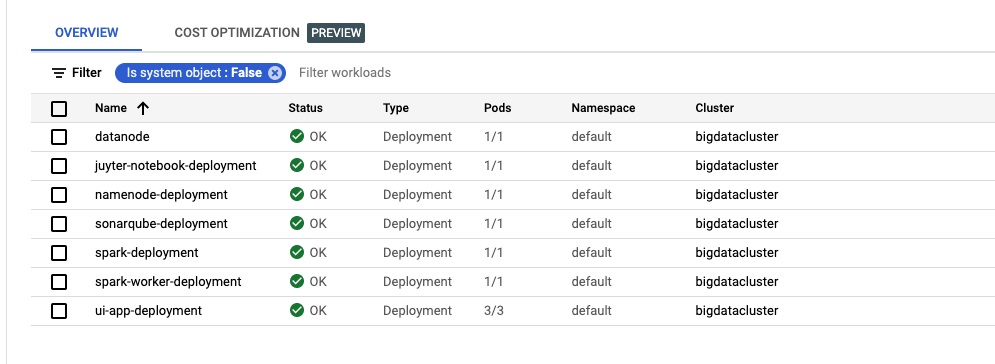 OVERVIEW COST OPTIMIZATION PREVIEW
Filter Is system object : False Filter workloads
Name Status Type Pods Namespace Cluster
datanode OK Deployment 1/1 default bigdatacluster
juyter-notebook-deployment OK Deployment 1/1 default bigdatacluster
namenode-deployment OK Deployment 1/1 default bigdatacluster
sonarqube-deployment OK Deployment 1/1 default bigdatacluster
spark-deployment OK Deployment 1/1 default bigdatacluster
spark-worker-deployment OK Deployment 1/1 default bigdatacluster
ui-app-deployment OK Deployment 3/3 default bigdatacluster